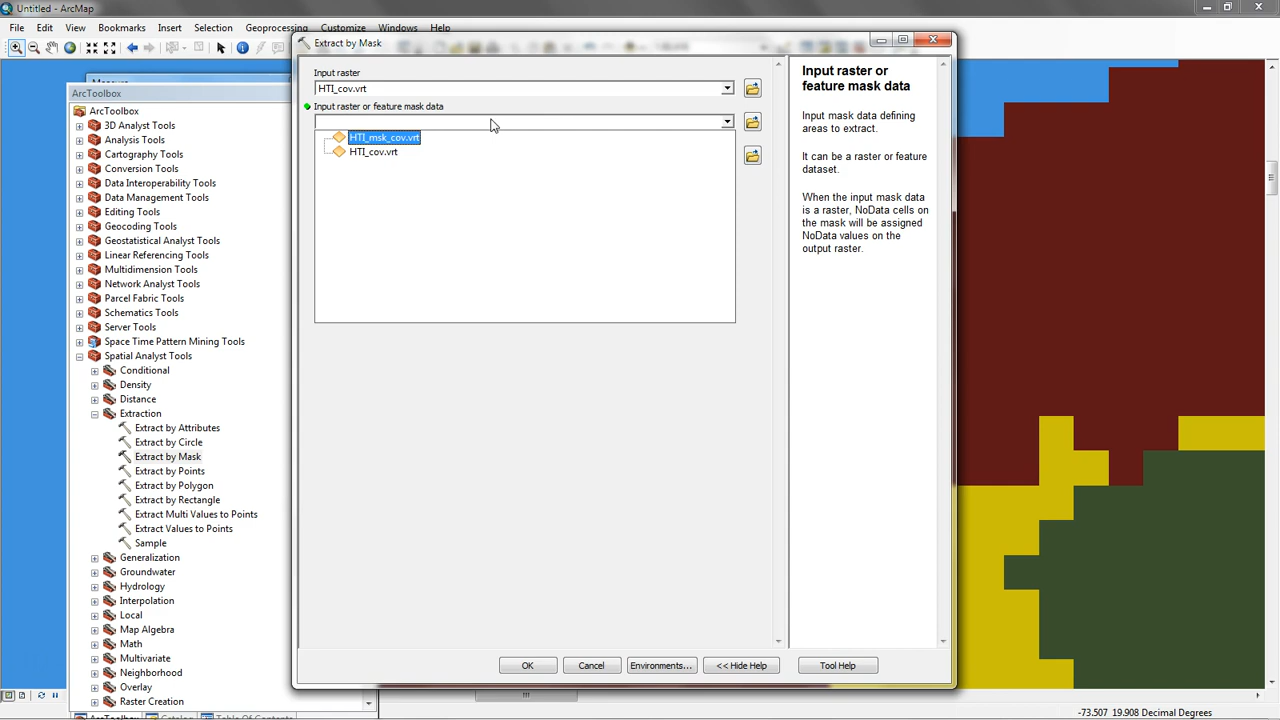 Untitled - ArcMap
File Edit View Bookmarks Insert Selection Geoprocessing Customize Windows Help
Extract by Mask
ArcToolbox
ArcToolbox
3D Analyst Tools
Analysis Tools
Cartography Tools
Conversion Tools
Data Interoperability Tools
Data Management Tools
Editing Tools
Geocoding Tools
Geostatistical Analyst Tools
Linear Referencing Tools
Multidimension Tools
Network Analyst Tools
Parcel Fabric Tools
Schematics Tools
Server Tools
Space Time Pattern Mining Tools
Spatial Analyst Tools
Conditional
Density
Distance
Extraction
Extract by Attributes
Extract by Circle
Extract by Mask
Extract by Points
Extract by Polygon
Extract by Rectangle
Extract Multi Values to Points
Extract Values to Points
Sample
Generalization
Groundwater
Hydrology
Interpolation
Local
Map Algebra
Math
Multivariate
Neighborhood
Overlay
Raster Creation
Input raster
HTI_cov.vrt
Input raster or feature mask data
HTI_msk_cov.vrt
HTI_cov.vrt
OK Cancel Environments... << Hide Help Tool Help
Input raster or
feature mask data
Input mask data defining
areas to extract.
It can be a raster or feature
dataset.
When the input mask data
is a raster, NoData cells on
the mask will be assigned
NoData values on the
output raster.
-73.507 19.908 Decimal Degrees